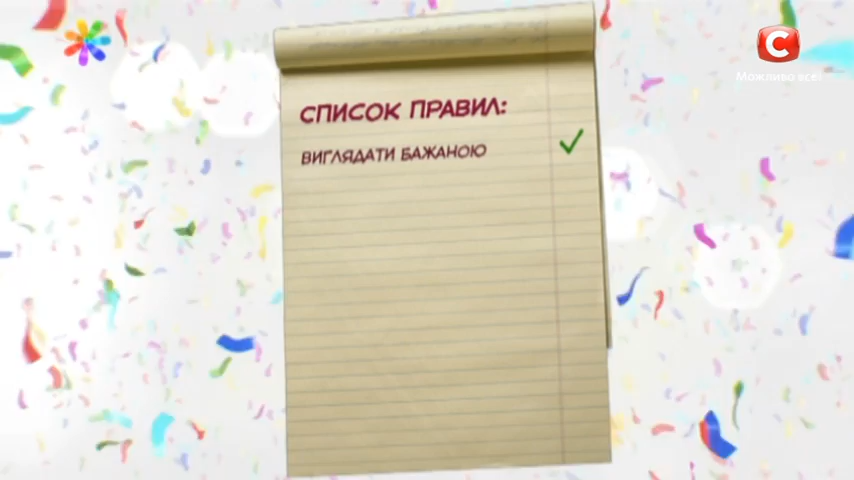 СПИСОК ПРАВИЛ:
ВИГЛЯДАТИ БАЖАНОЮ
С
Можливо все!